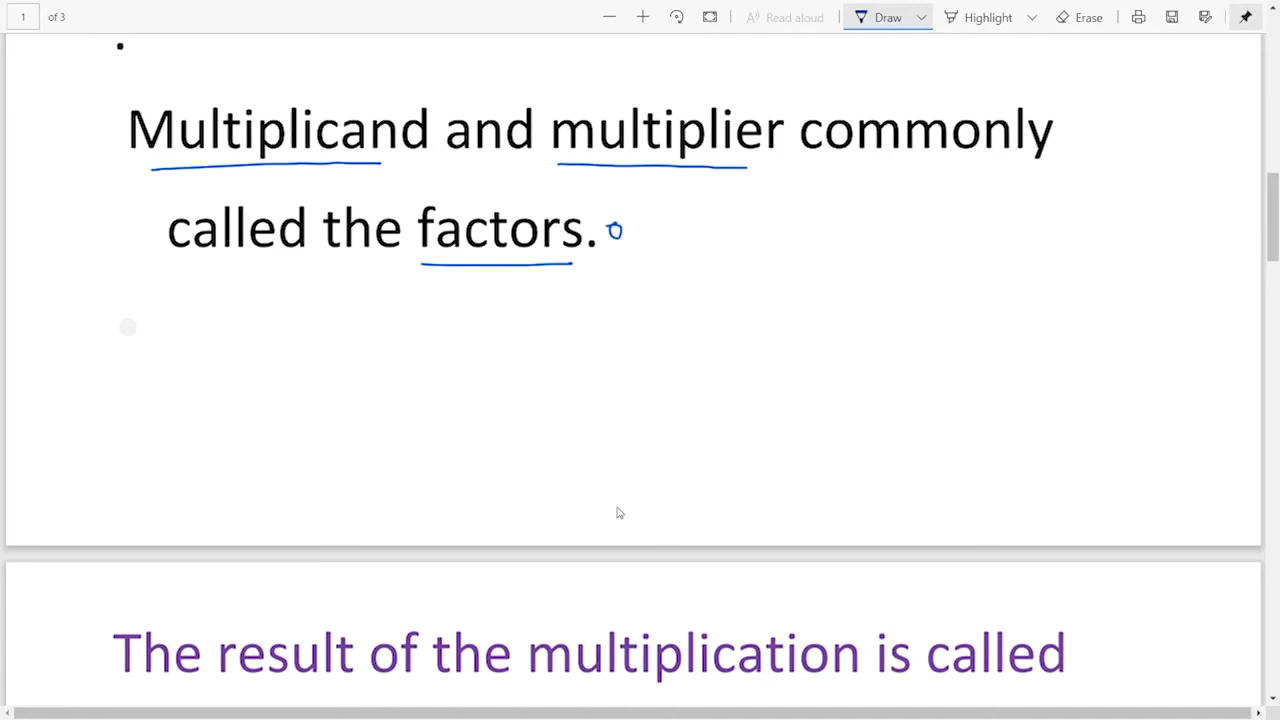 1 of 3 Read aloud Draw Highlight Erase
Multiplicand and multiplier commonly
called the factors.
The result of the multiplication is called